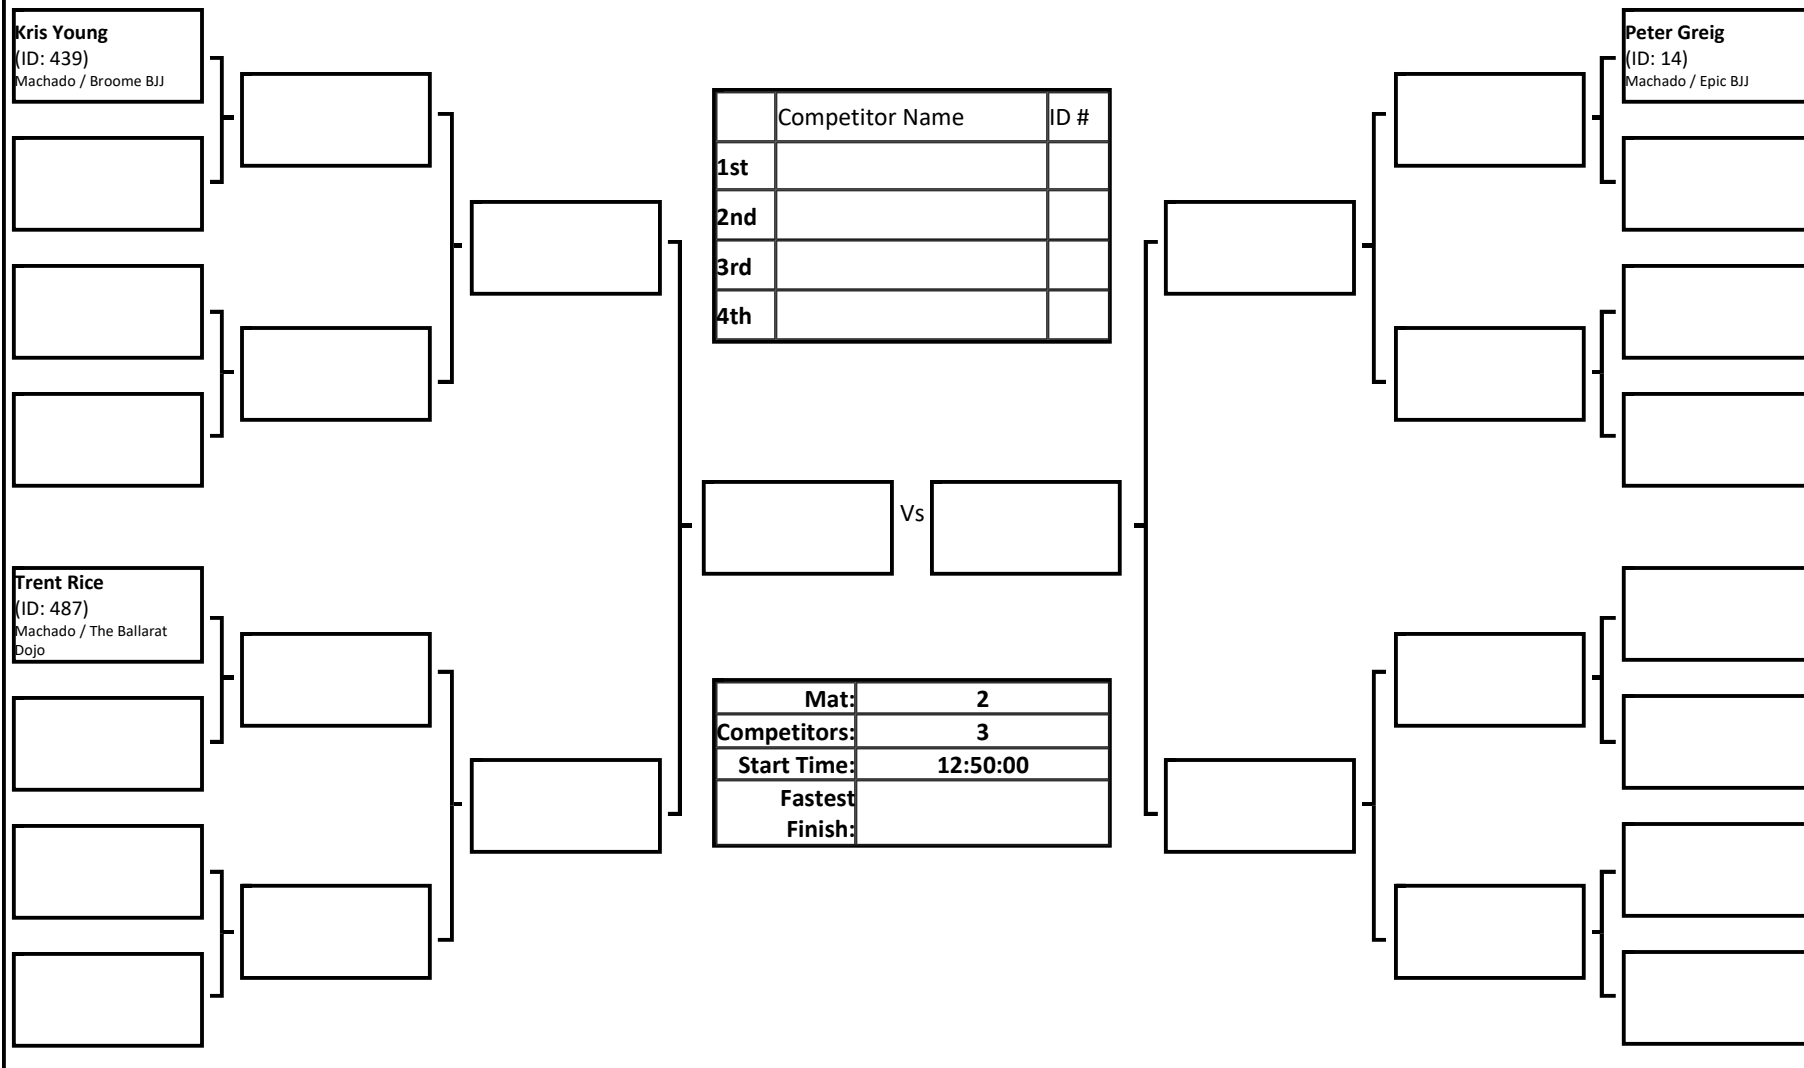 Kris Young
(ID: 439)
Machado / Broome BJJ
Trent Rice
(ID: 487)
Machado / The Ballarat
Dojo
Competitor Name ID #
1st
2nd
3rd
4th
Vs
Mat: 2
Competitors: 3
Start Time: 12:50:00
Fastest
Finish:
Peter Greig
(ID: 14)
Machado / Epic BJJ